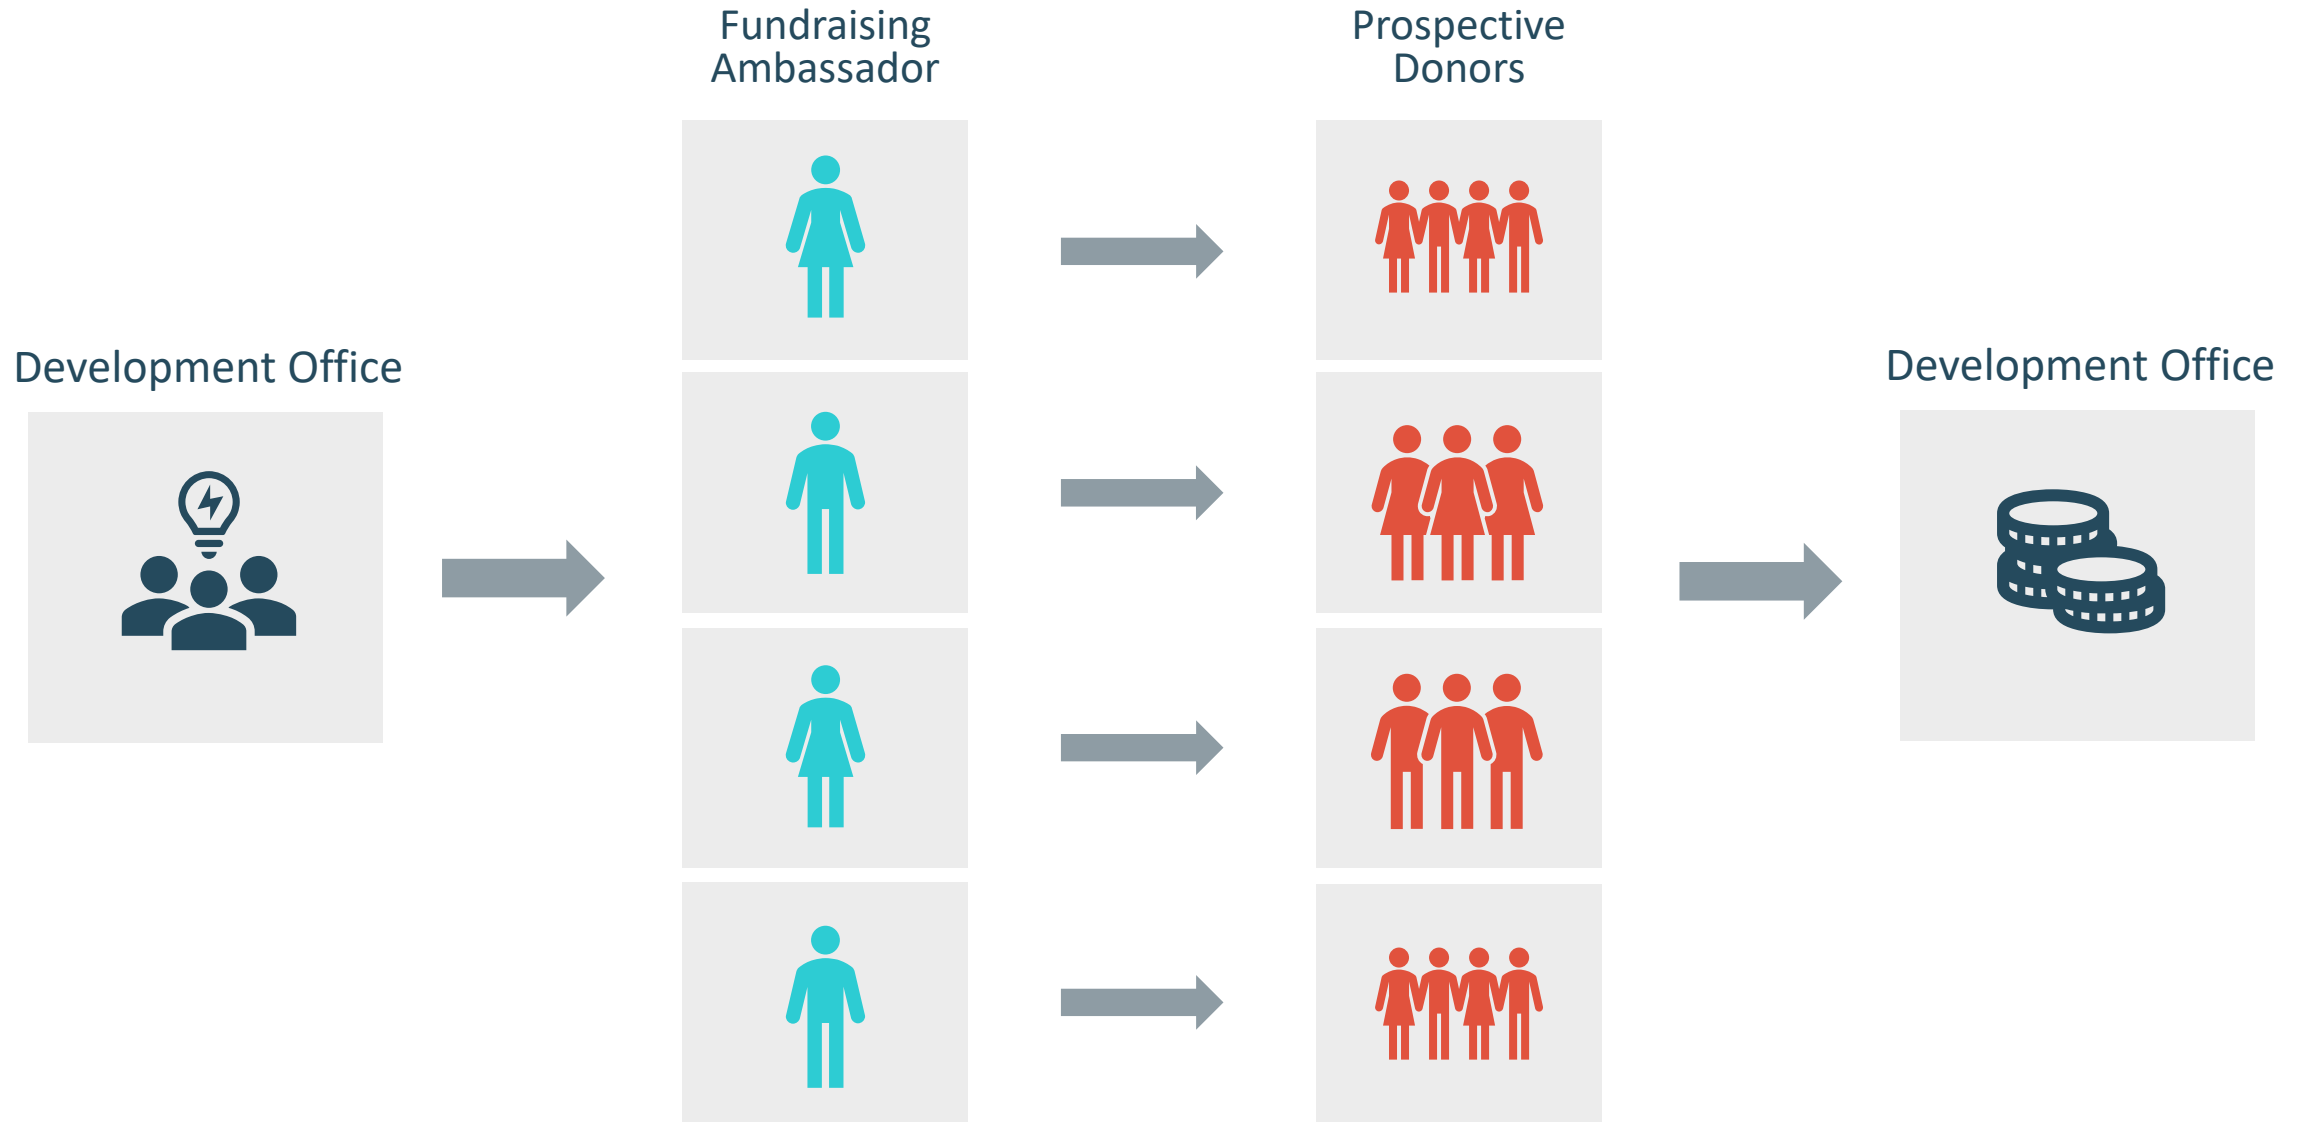 Fundraising
Ambassador
Prospective
Donors
Development Office
Development Office